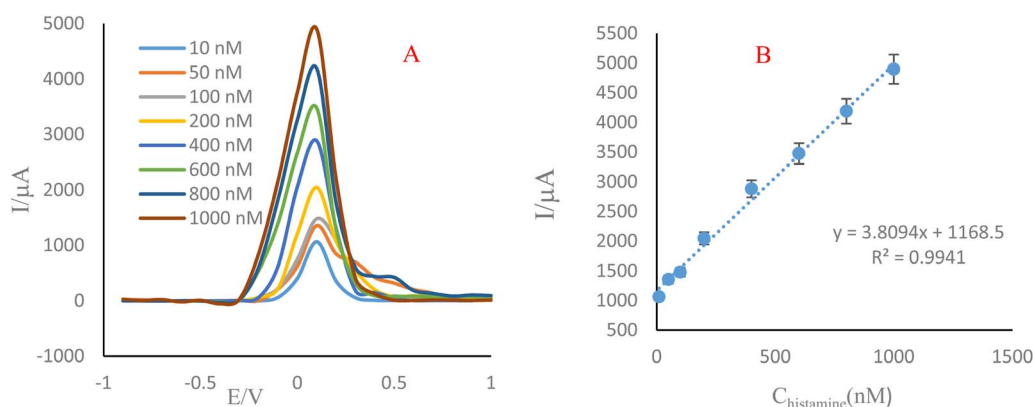 A
5000
4000
3000
2000
1000
0
-1000
I/μA
10 nM
50 nM
100 nM
200 nM
400 nM
600 nM
800 nM
1000 nM
-1
-0.5
0
0.5
1
E/V
B
5500
5000
4500
4000
3500
3000
2500
2000
1500
1000
500
I/μA
y = 3.8094x + 1168.5
R² = 0.9941
0
500
1000
1500
Chistamine(nM)